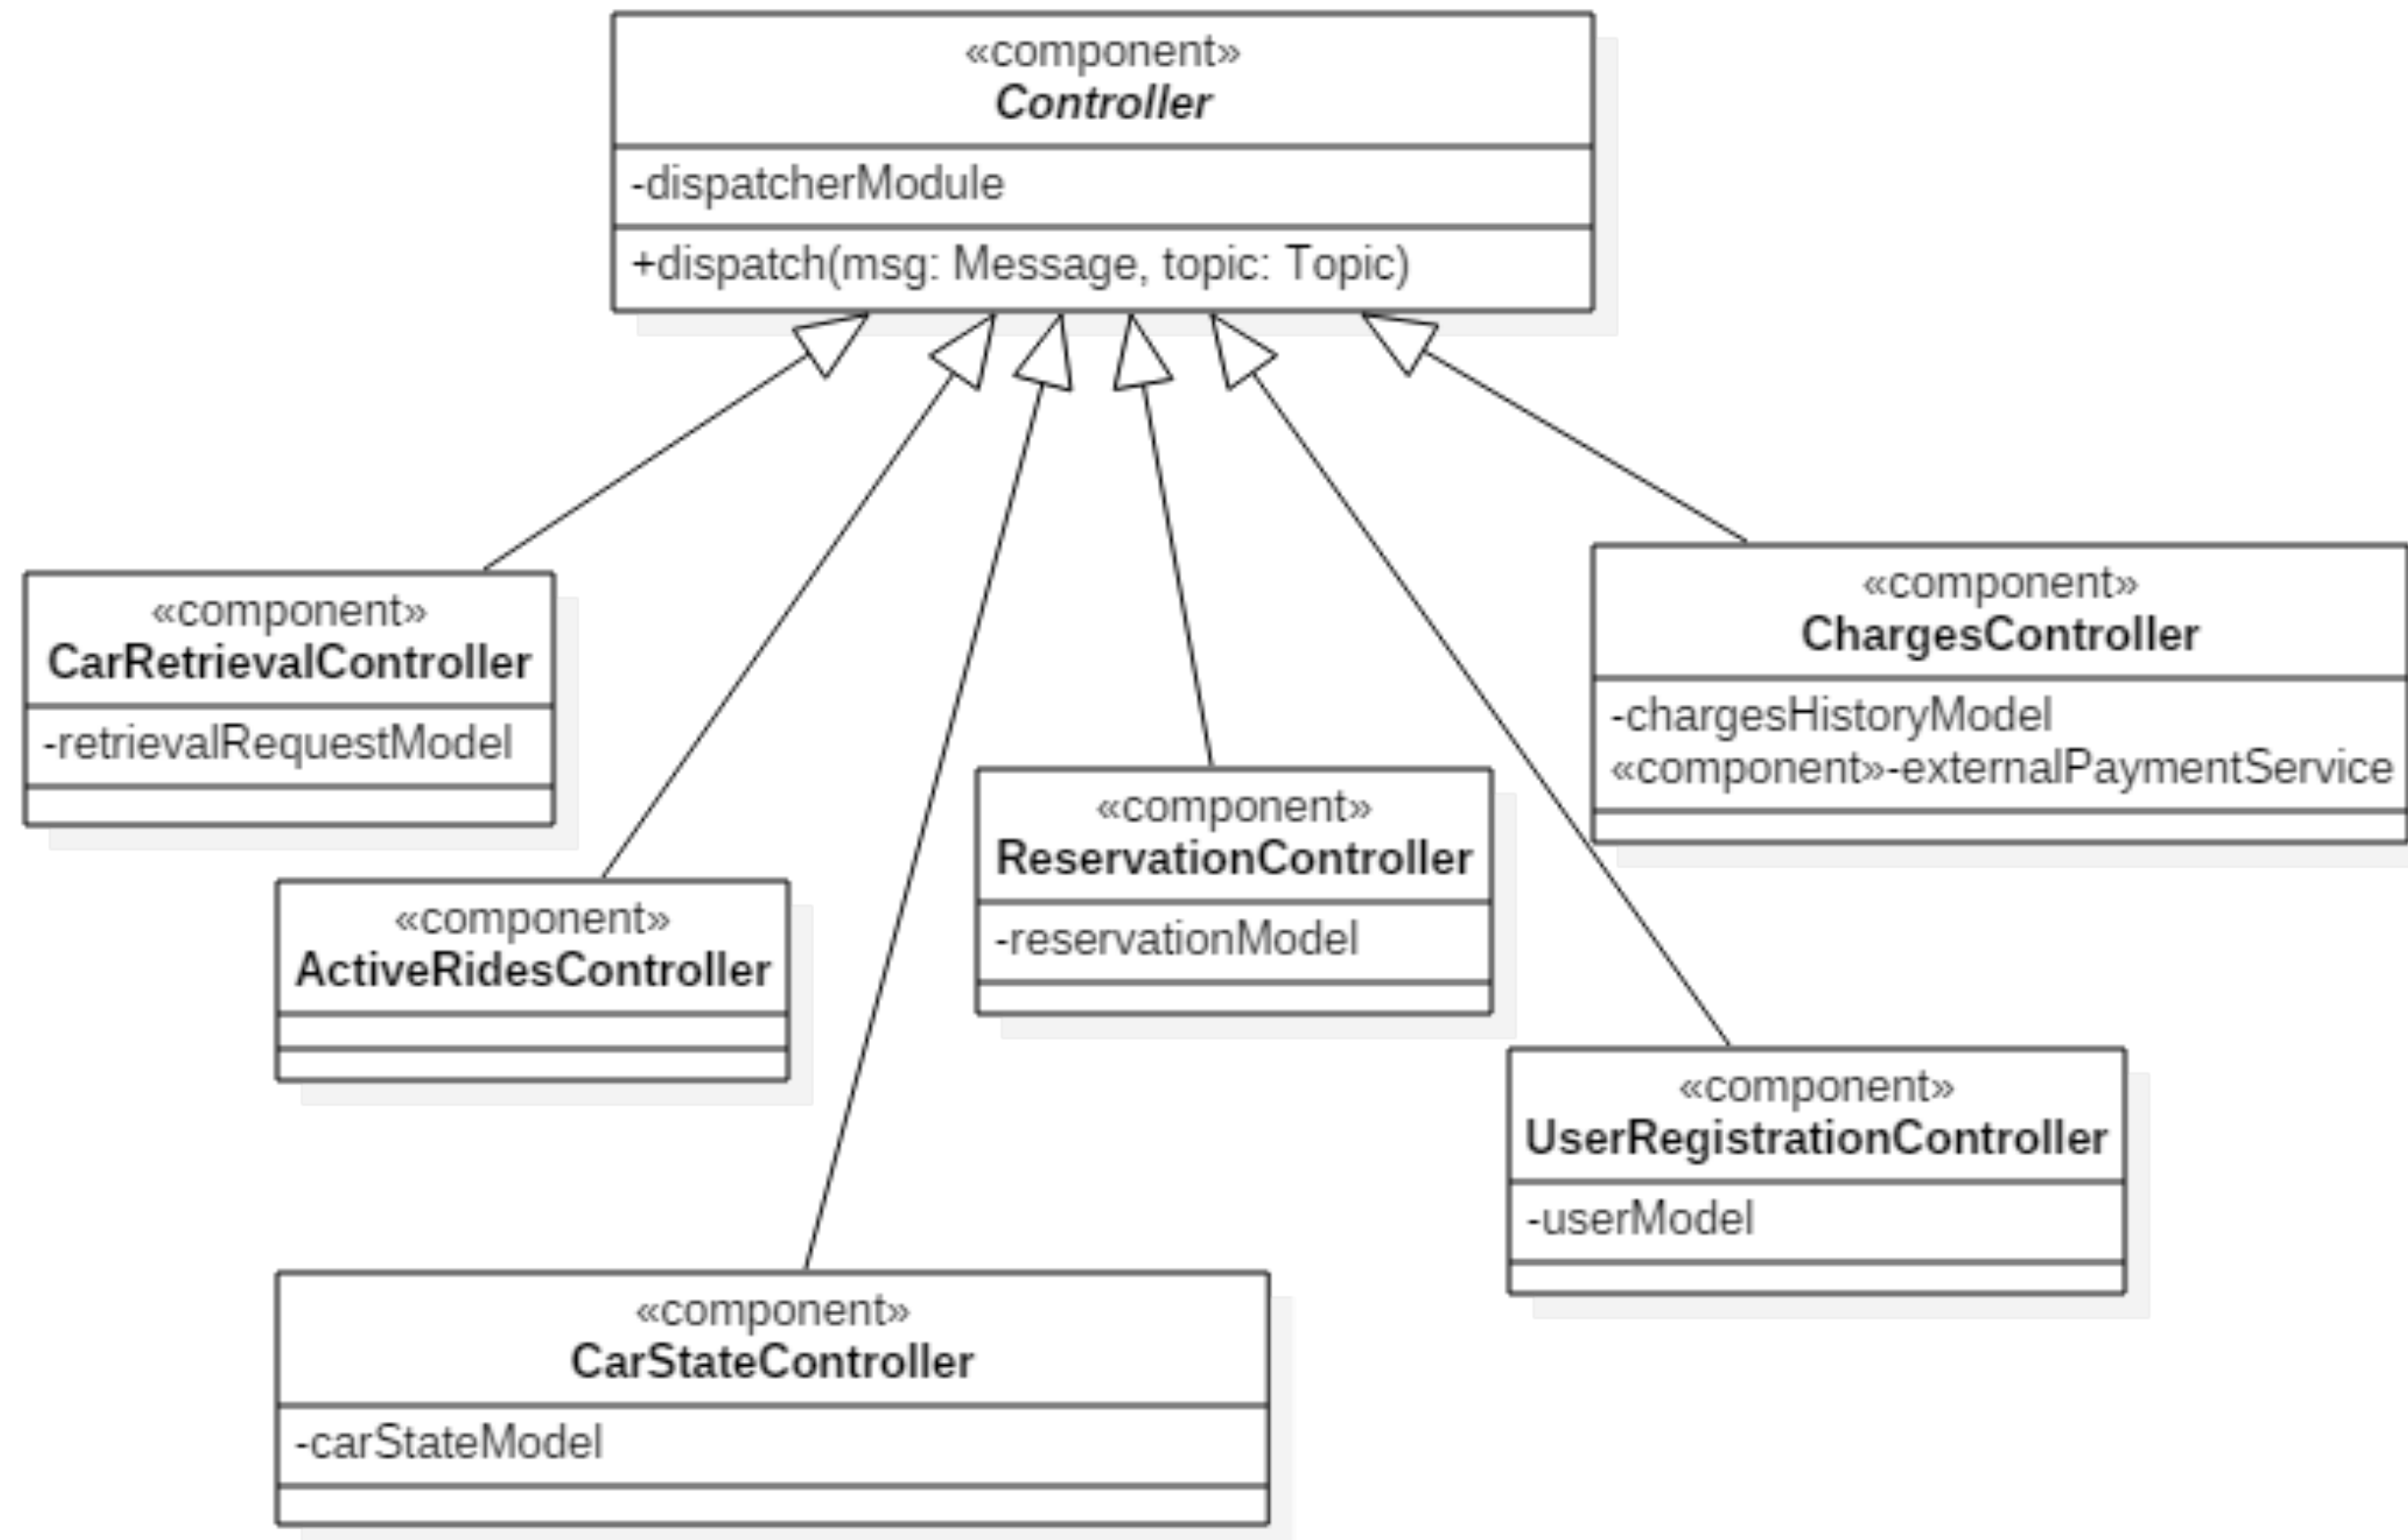 «component»
Controller
-dispatcherModule
+dispatch(msg: Message, topic: Topic)
«component»
CarRetrievalController
-retrievalRequestModel
«component»
ChargesController
-chargesHistoryModel
«component»-externalPaymentService
«component»
ReservationController
-reservationModel
«component»
ActiveRidesController
«component»
UserRegistrationController
-userModel
«component»
CarStateController
-carStateModel